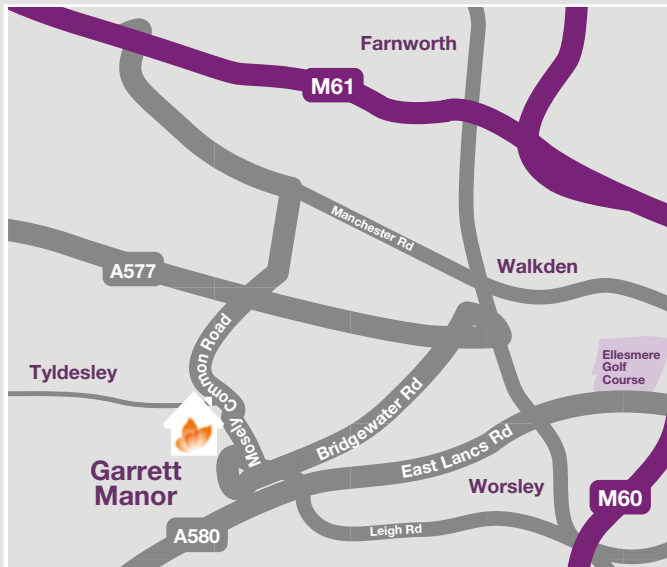 Farnworth
M61
Manchester Rd
Walkden
A577
Ellesmere
Golf
Course
Tyldesley
Mosely Common Road
Bridgewater Rd
East Lancs Rd
Garrett
Manor
Worsley
M60
Leigh Rd
A580